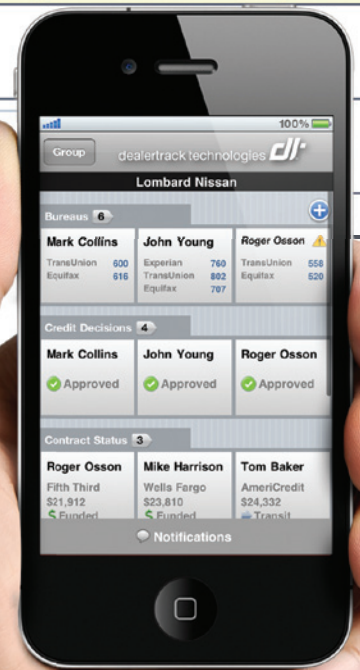 100%
Group
dealertrack technologies dt
Lombard Nissan
Bureaus 6
Mark Collins
TransUnion 600
Equifax 616
John Young
Experian 760
TransUnion 802
Equifax 707
Roger Osson
TransUnion 558
Equifax 520
Credit Decisions 4
Mark Collins
Approved
John Young
Approved
Roger Osson
Approved
Contract Status 3
Roger Osson
Fifth Third
$21,912
$ Funded
Mike Harrison
Wells Fargo
$23,810
$ Funded
Tom Baker
AmeriCredit
$24,332
Transit
Notifications